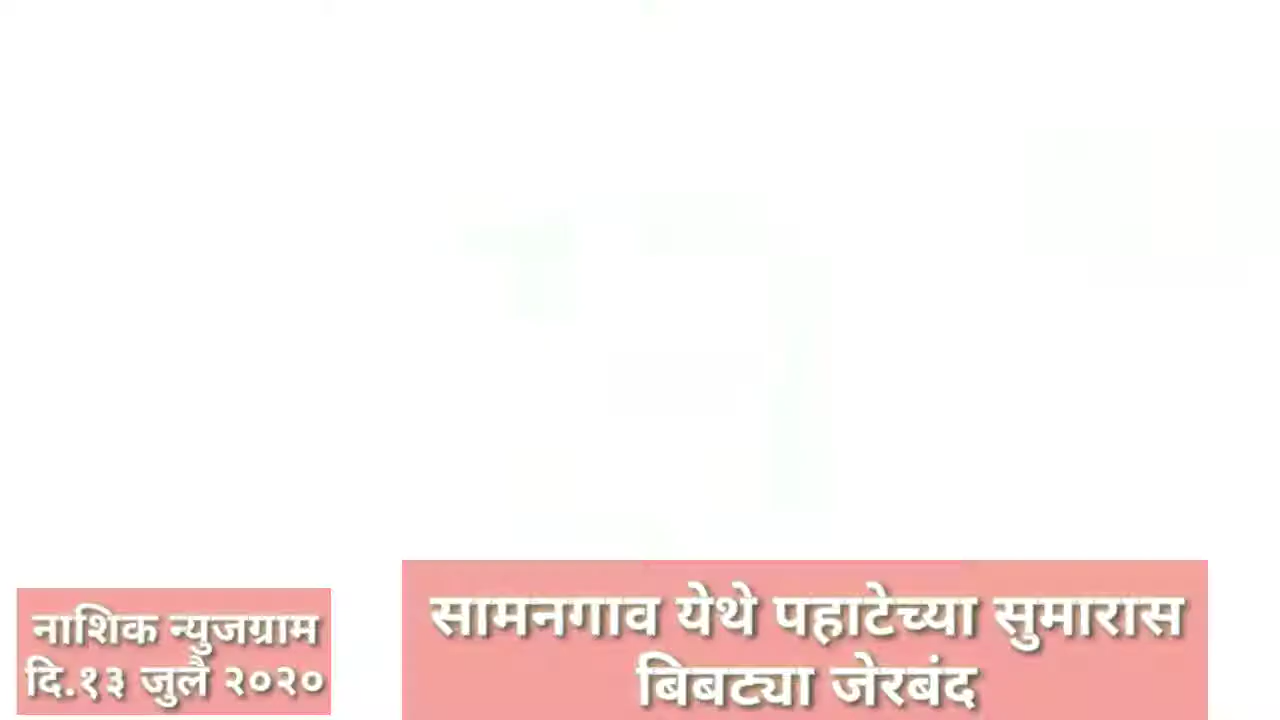 सामनगाव येथे पहाटेच्या सुमारास
बिबट्या जेरबंद
नाशिक न्युजग्राम
दि.१३ जुलै २०२०